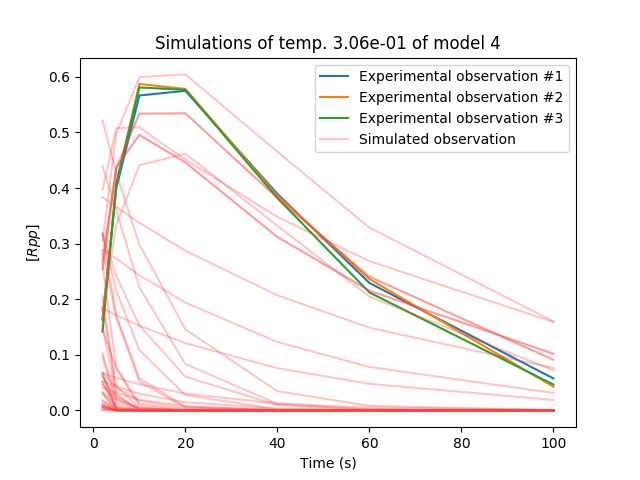 Simulations of temp. 3.06e-01 of model 4
Experimental observation #1
Experimental observation #2
Experimental observation #3
Simulated observation
[Rpp]
0.6
0.5
0.4
0.3
0.2
0.1
0.0
0 20 40 60 80 100
Time (s)